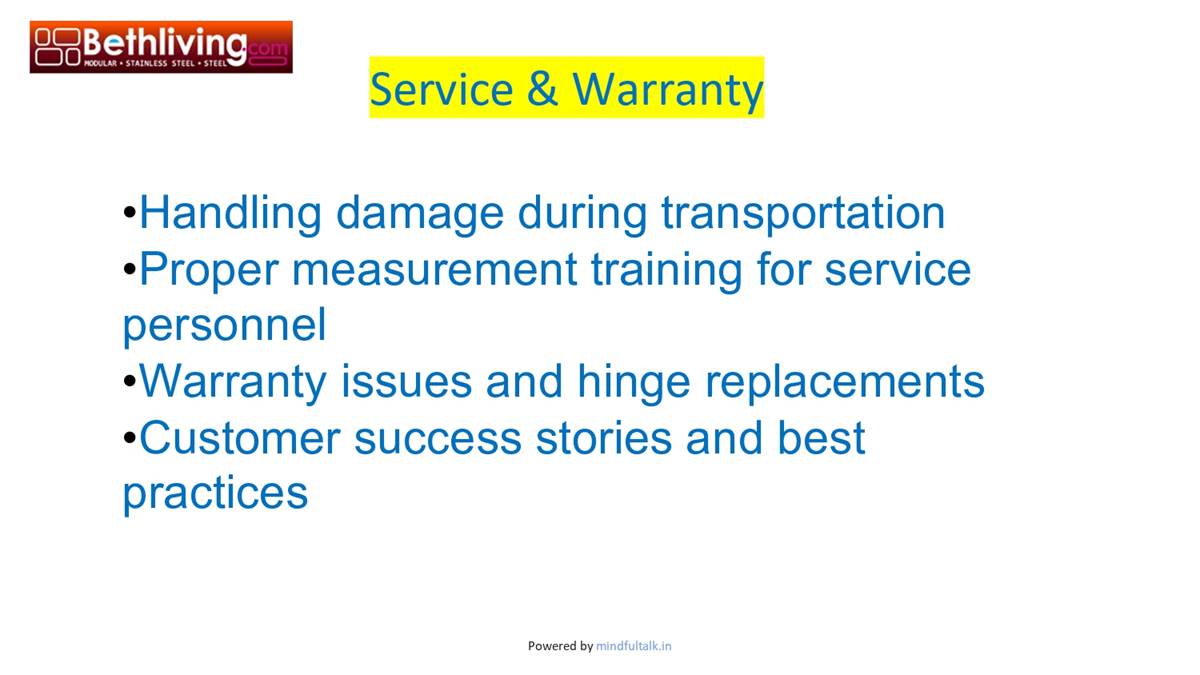 Bethliving.com
MODULAR • STAINLESS STEEL • STEEL
Service & Warranty
•Handling damage during transportation
•Proper measurement training for service
personnel
•Warranty issues and hinge replacements
•Customer success stories and best
practices
Powered by mindfultalk.in